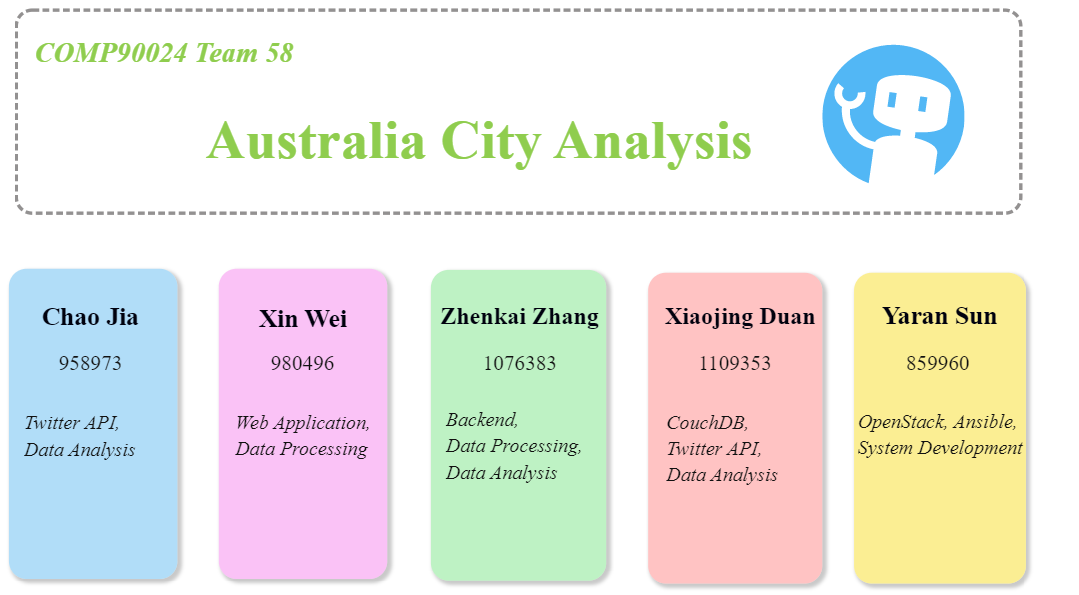 COMP90024 Team 58
Australia City Analysis
Chao Jia
958973
Twitter API,
Data Analysis
Xin Wei
980496
Web Application,
Data Processing
Zhenkai Zhang
1076383
Backend,
Data Processing,
Data Analysis
Xiaojing Duan
1109353
CouchDB,
Twitter API,
Data Analysis
Yaran Sun
859960
OpenStack, Ansible,
System Development